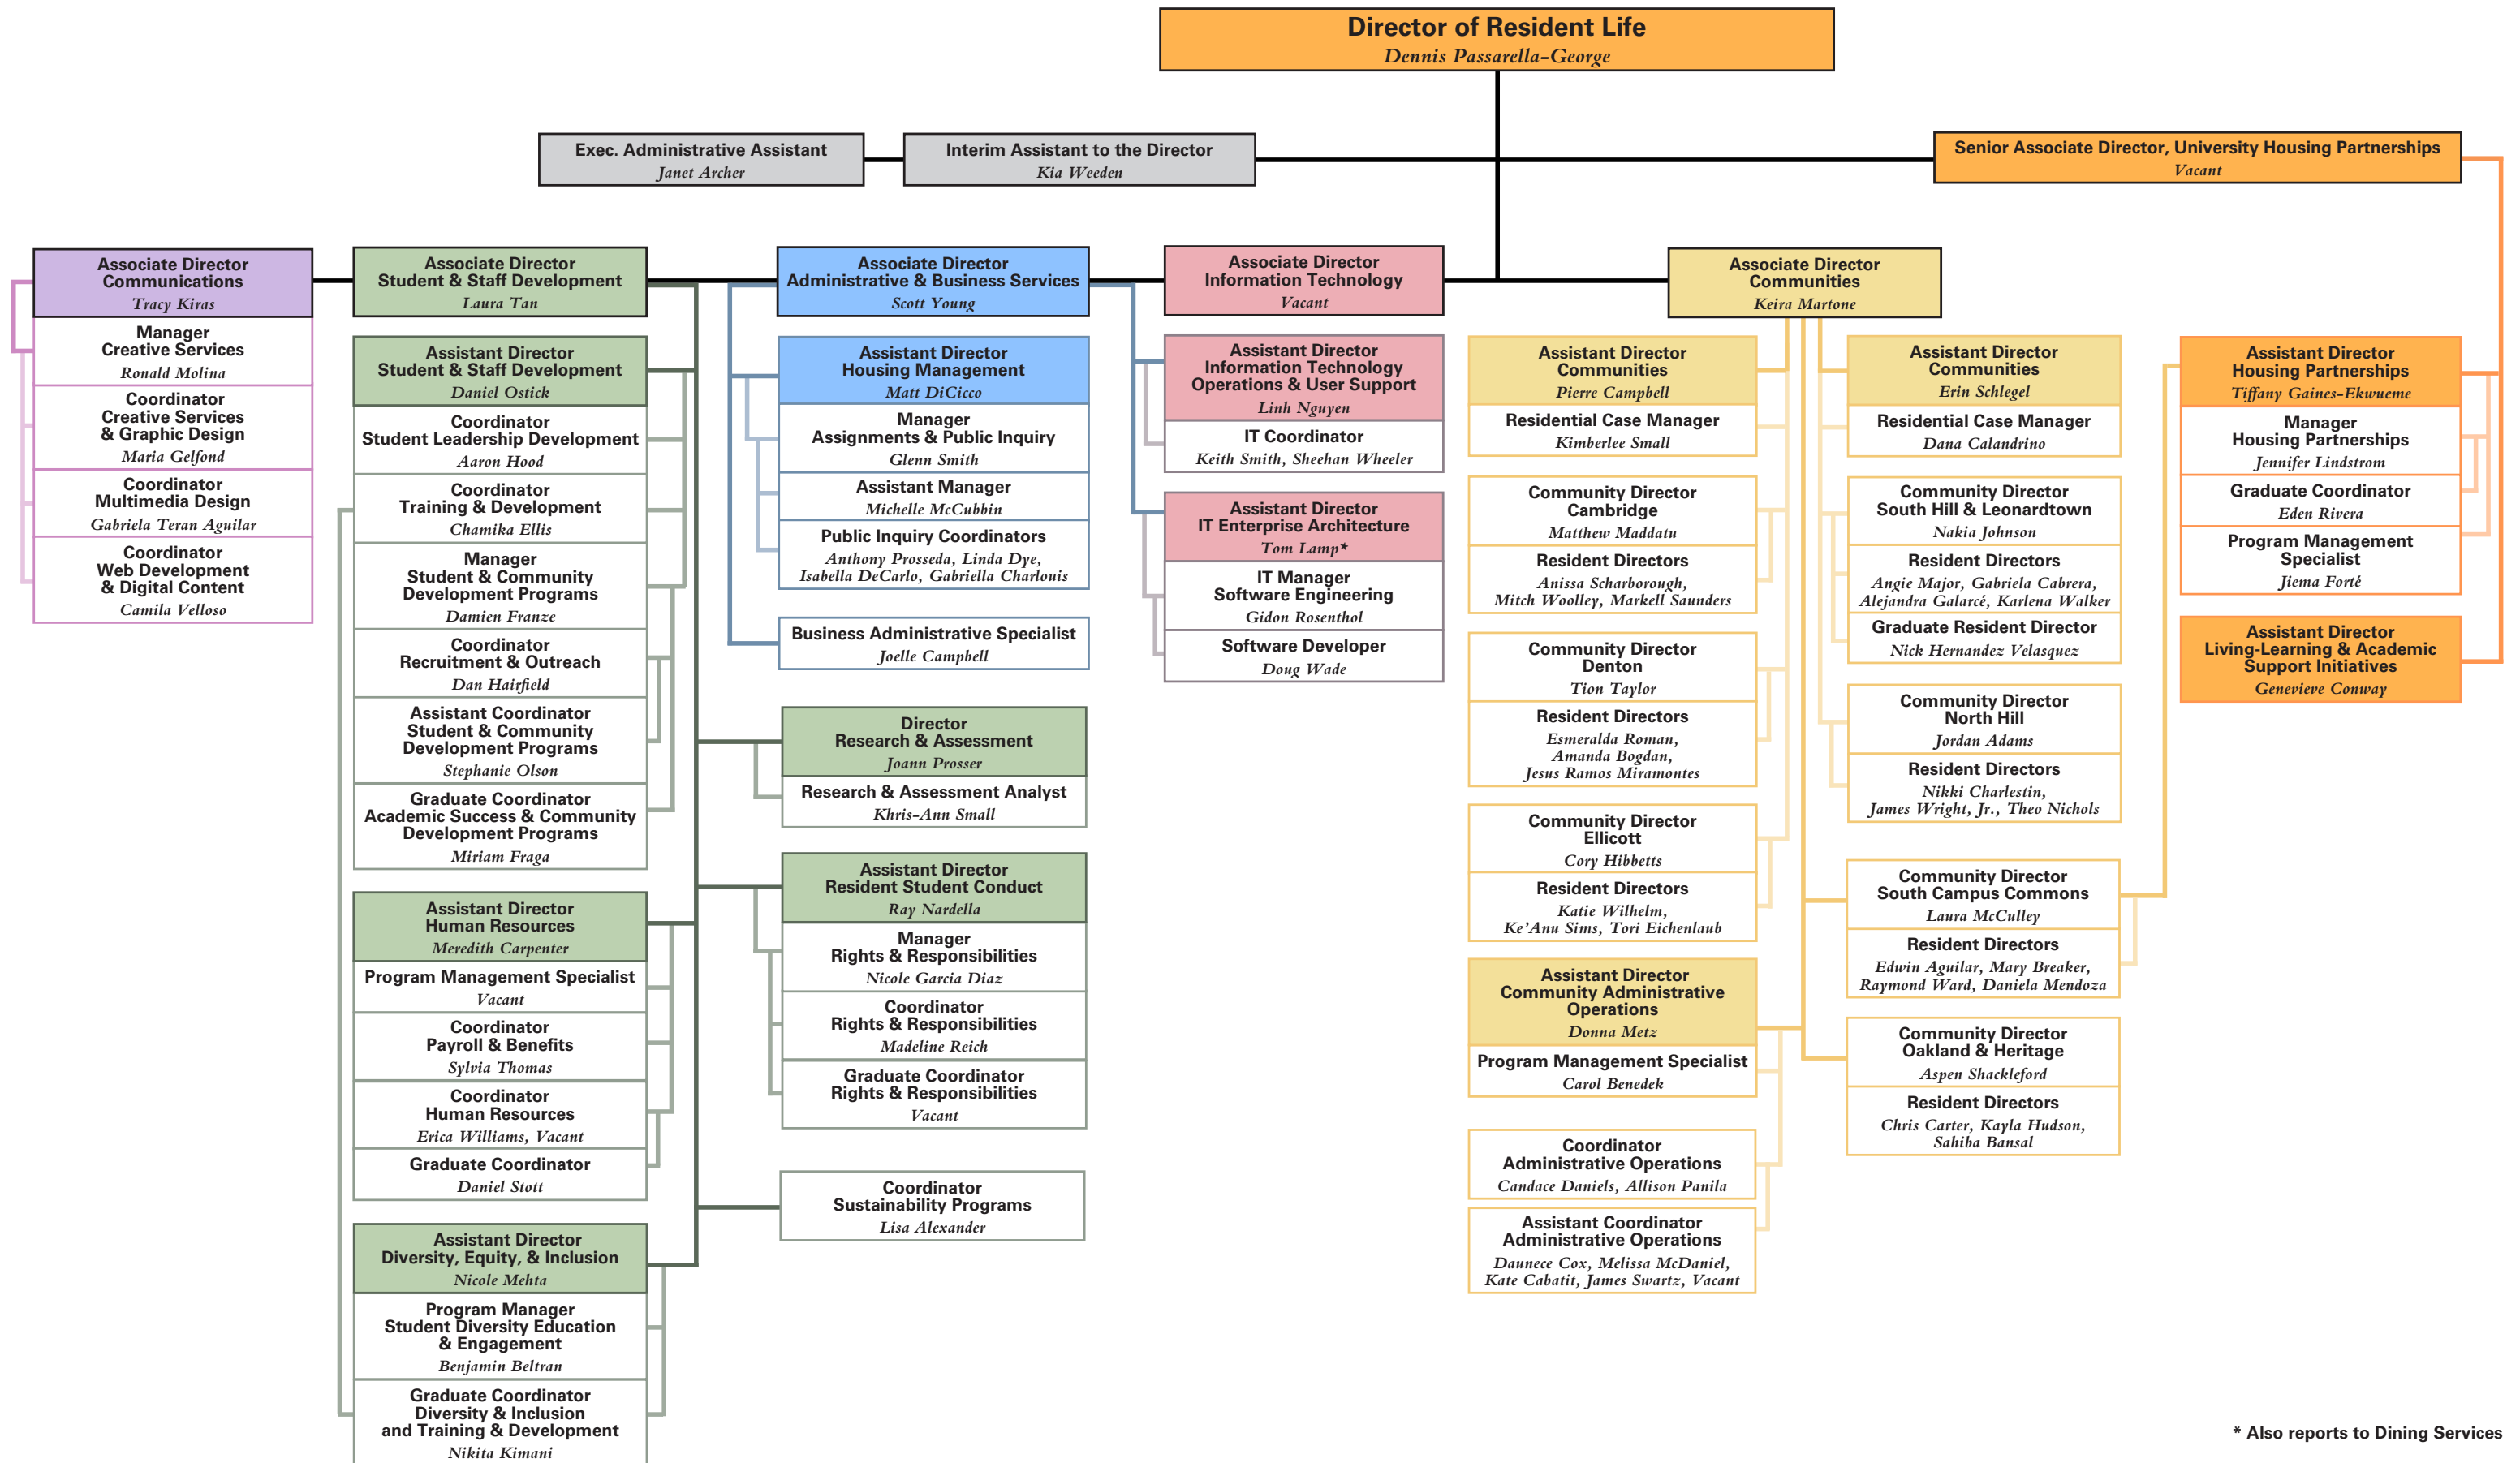 Director of Resident Life
Dennis Passarella-George
Exec. Administrative Assistant
Janet Archer
Interim Assistant to the Director
Kia Weeden
Senior Associate Director, University Housing Partnerships
Vacant
Associate Director
Communications
Tracy Kiras
Manager
Creative Services
Ronald Molina
Coordinator
Creative Services
& Graphic Design
Maria Gelfond
Coordinator
Multimedia Design
Gabriela Teran Aguilar
Coordinator
Web Development
& Digital Content
Camila Velloso
Associate Director
Student & Staff Development
Laura Tan
Assistant Director
Student & Staff Development
Daniel Ostick
Coordinator
Student Leadership Development
Aaron Hood
Coordinator
Training & Development
Chamika Ellis
Manager
Student & Community
Development Programs
Damien Franze
Coordinator
Recruitment & Outreach
Dan Hairfield
Assistant Coordinator
Student & Community
Development Programs
Stephanie Olson
Graduate Coordinator
Academic Success & Community
Development Programs
Miriam Fraga
Assistant Director
Human Resources
Meredith Carpenter
Program Management Specialist
Vacant
Coordinator
Payroll & Benefits
Sylvia Thomas
Coordinator
Human Resources
Erica Williams, Vacant
Graduate Coordinator
Daniel Stott
Assistant Director
Diversity, Equity, & Inclusion
Nicole Mehta
Program Manager
Student Diversity Education
& Engagement
Benjamin Beltran
Graduate Coordinator
Diversity & Inclusion
and Training & Development
Nikita Kimani
Associate Director
Administrative & Business Services
Scott Young
Assistant Director
Housing Management
Matt DiCicco
Manager
Assignments & Public Inquiry
Glenn Smith
Assistant Manager
Michelle McCubbin
Public Inquiry Coordinators
Anthony Prosseda, Linda Dye,
Isabella DeCarlo, Gabriella Charlouis
Business Administrative Specialist
Joelle Campbell
Director
Research & Assessment
Joann Prosser
Research & Assessment Analyst
Khris-Ann Small
Assistant Director
Resident Student Conduct
Ray Nardella
Manager
Rights & Responsibilities
Nicole Garcia Diaz
Coordinator
Rights & Responsibilities
Madeline Reich
Graduate Coordinator
Rights & Responsibilities
Vacant
Coordinator
Sustainability Programs
Lisa Alexander
Associate Director
Information Technology
Vacant
Assistant Director
Information Technology
Operations & User Support
Linh Nguyen
IT Coordinator
Keith Smith, Sheehan Wheeler
Assistant Director
IT Enterprise Architecture
Tom Lamp*
IT Manager
Software Engineering
Gidon Rosenthol
Software Developer
Doug Wade
Associate Director
Communities
Keira Martone
Assistant Director
Communities
Pierre Campbell
Residential Case Manager
Kimberlee Small
Community Director
Cambridge
Matthew Maddatu
Resident Directors
Anissa Scharborough,
Mitch Woolley, Markell Saunders
Community Director
Denton
Tion Taylor
Resident Directors
Esmeralda Roman,
Amanda Bogdan,
Jesus Ramos Miramontes
Community Director
Ellicott
Cory Hibbetts
Resident Directors
Katie Wilhelm,
Ke’Anu Sims, Tori Eichenlaub
Assistant Director
Community Administrative
Operations
Donna Metz
Program Management Specialist
Carol Benedek
Coordinator
Administrative Operations
Candace Daniels, Allison Panila
Assistant Coordinator
Administrative Operations
Daunece Cox, Melissa McDaniel,
Kate Cabatit, James Swartz, Vacant
Assistant Director
Communities
Erin Schlegel
Residential Case Manager
Dana Calandrino
Community Director
South Hill & Leonardtown
Nakia Johnson
Resident Directors
Angie Major, Gabriela Cabrera,
Alejandra Galarcé, Karlena Walker
Graduate Resident Director
Nick Hernandez Velasquez
Community Director
North Hill
Jordan Adams
Resident Directors
Nikki Charlestin,
James Wright, Jr., Theo Nichols
Community Director
South Campus Commons
Laura McCulley
Resident Directors
Edwin Aguilar, Mary Breaker,
Raymond Ward, Daniela Mendoza
Community Director
Oakland & Heritage
Aspen Shackleford
Resident Directors
Chris Carter, Kayla Hudson,
Sahiba Bansal
Assistant Director
Housing Partnerships
Tiffany Gaines-Ekwueme
Manager
Housing Partnerships
Jennifer Lindstrom
Graduate Coordinator
Eden Rivera
Program Management
Specialist
Jiema Forté
Assistant Director
Living-Learning & Academic
Support Initiatives
Genevieve Conway
* Also reports to Dining Services